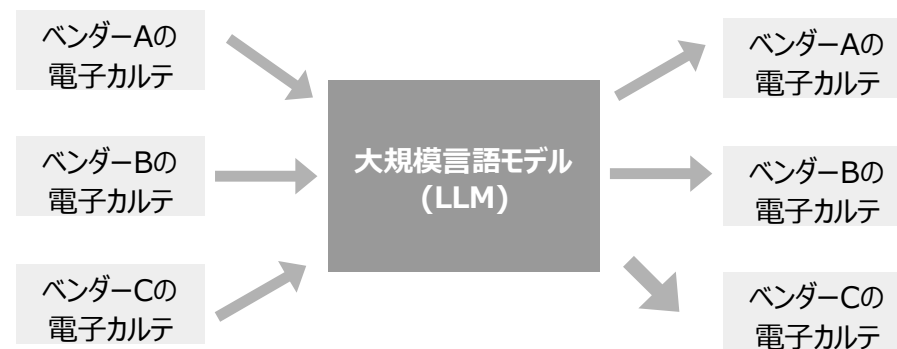 ベンダーAの
電子カルテ
ベンダーBの
電子カルテ
ベンダーCの
電子カルテ
大規模言語モデル
(LLM)
ベンダーAの
電子カルテ
ベンダーBの
電子カルテ
ベンダーCの
電子カルテ